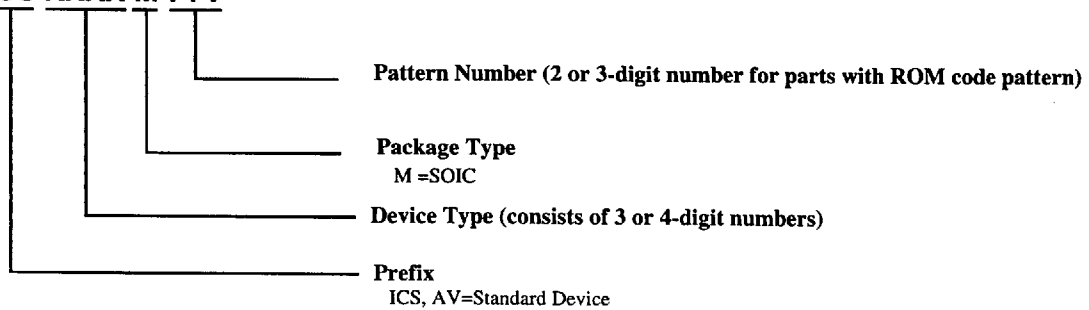 Pattern Number (2 or 3-digit number for parts with ROM code pattern)
Package Type
M =SOIC
Device Type (consists of 3 or 4-digit numbers)
Prefix
ICS, AV=Standard Device